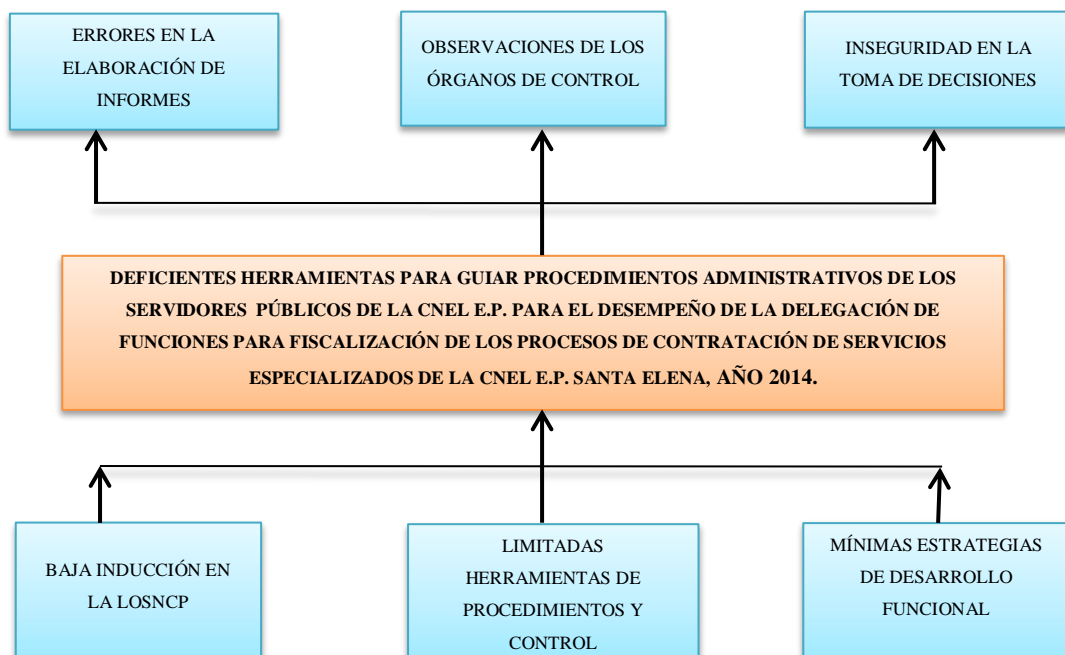 ERRORES EN LA
ELABORACIÓN DE
INFORMES
OBSERVACIONES DE LOS
ÓRGANOS DE CONTROL
INSEGURIDAD EN LA
TOMA DE DECISIONES
DEFICIENTES HERRAMIENTAS PARA GUIAR PROCEDIMIENTOS ADMINISTRATIVOS DE LOS
SERVIDORES PÚBLICOS DE LA CNEL E.P. PARA EL DESEMPEÑO DE LA DELEGACIÓN DE
FUNCIONES PARA FISCALIZACIÓN DE LOS PROCESOS DE CONTRATACIÓN DE SERVICIOS
ESPECIALIZADOS DE LA CNEL E.P. SANTA ELENA, AÑO 2014.
BAJA INDUCCIÓN EN
LA LOSNCP
LIMITADAS
HERRAMIENTAS DE
PROCEDIMIENTOS Y
CONTROL
MÍNIMAS ESTRATEGIAS
DE DESARROLLO
FUNCIONAL